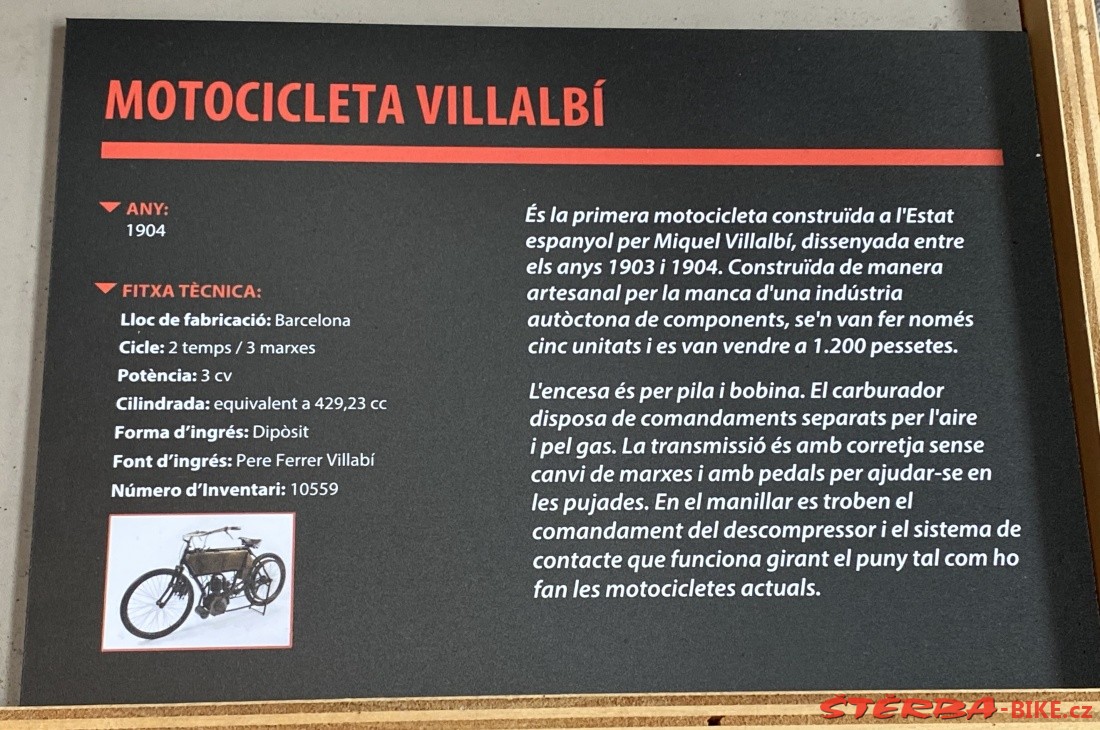 MOTOCICLETA VILLALBÍ
ANY:
1904
FITXA TÈCNICA:
Lloc de fabricació: Barcelona
Cicle: 2 temps / 3 marxes
Potència: 3 cv
Cilindrada: equivalent a 429,23 cc
Forma d'ingrés: Dipòsit
Font d'ingrés: Pere Ferrer Villabí
Número d'Inventari: 10559
És la primera motocicleta construïda a l'Estat
espanyol per Miquel Villalbí, dissenyada entre
els anys 1903 i 1904. Construïda de manera
artesanal per la manca d'una indústria
autòctona de components, se'n van fer només
cinc unitats i es van vendre a 1.200 pessetes.
L'encesa és per pila i bobina. El carburador
disposa de comandaments separats per l'aire
i pel gas. La transmissió és amb corretja sense
canvi de marxes i amb pedals per ajudar-se en
les pujades. En el manillar es troben el
comandament del descompressor i el sistema de
contacte que funciona girant el puny tal com ho
fan les motocicletes actuals.
ŠTĚRBA-BIKE.cz